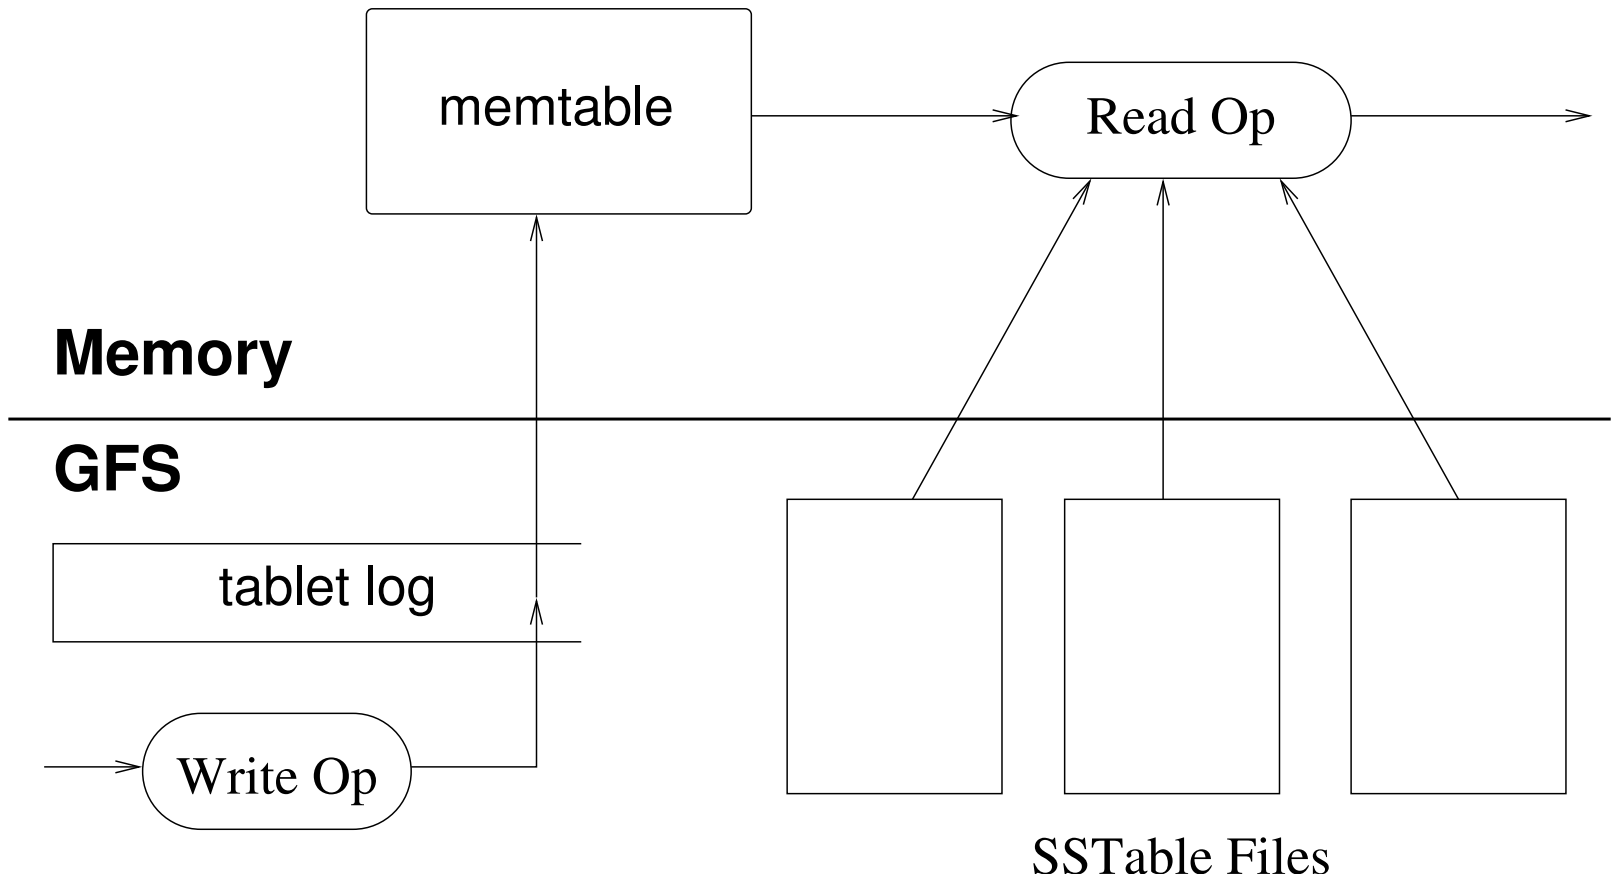 memtable
Read Op
Memory
GFS
tablet log
Write Op
SSTable Files